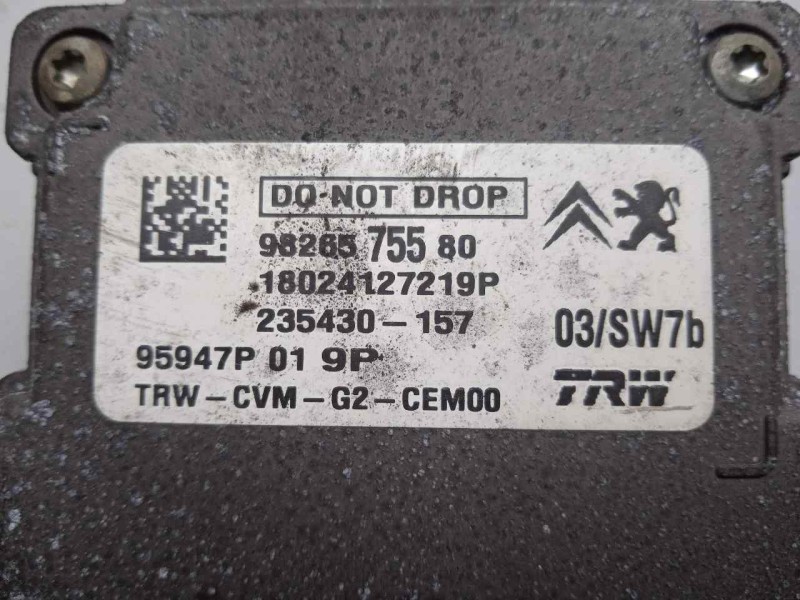 DO NOT DROP
98265 755 80
18024127219P
235430-157
03/SW7b
95947P 01 9P
TRW-CVM-G2-CEM00
TRW